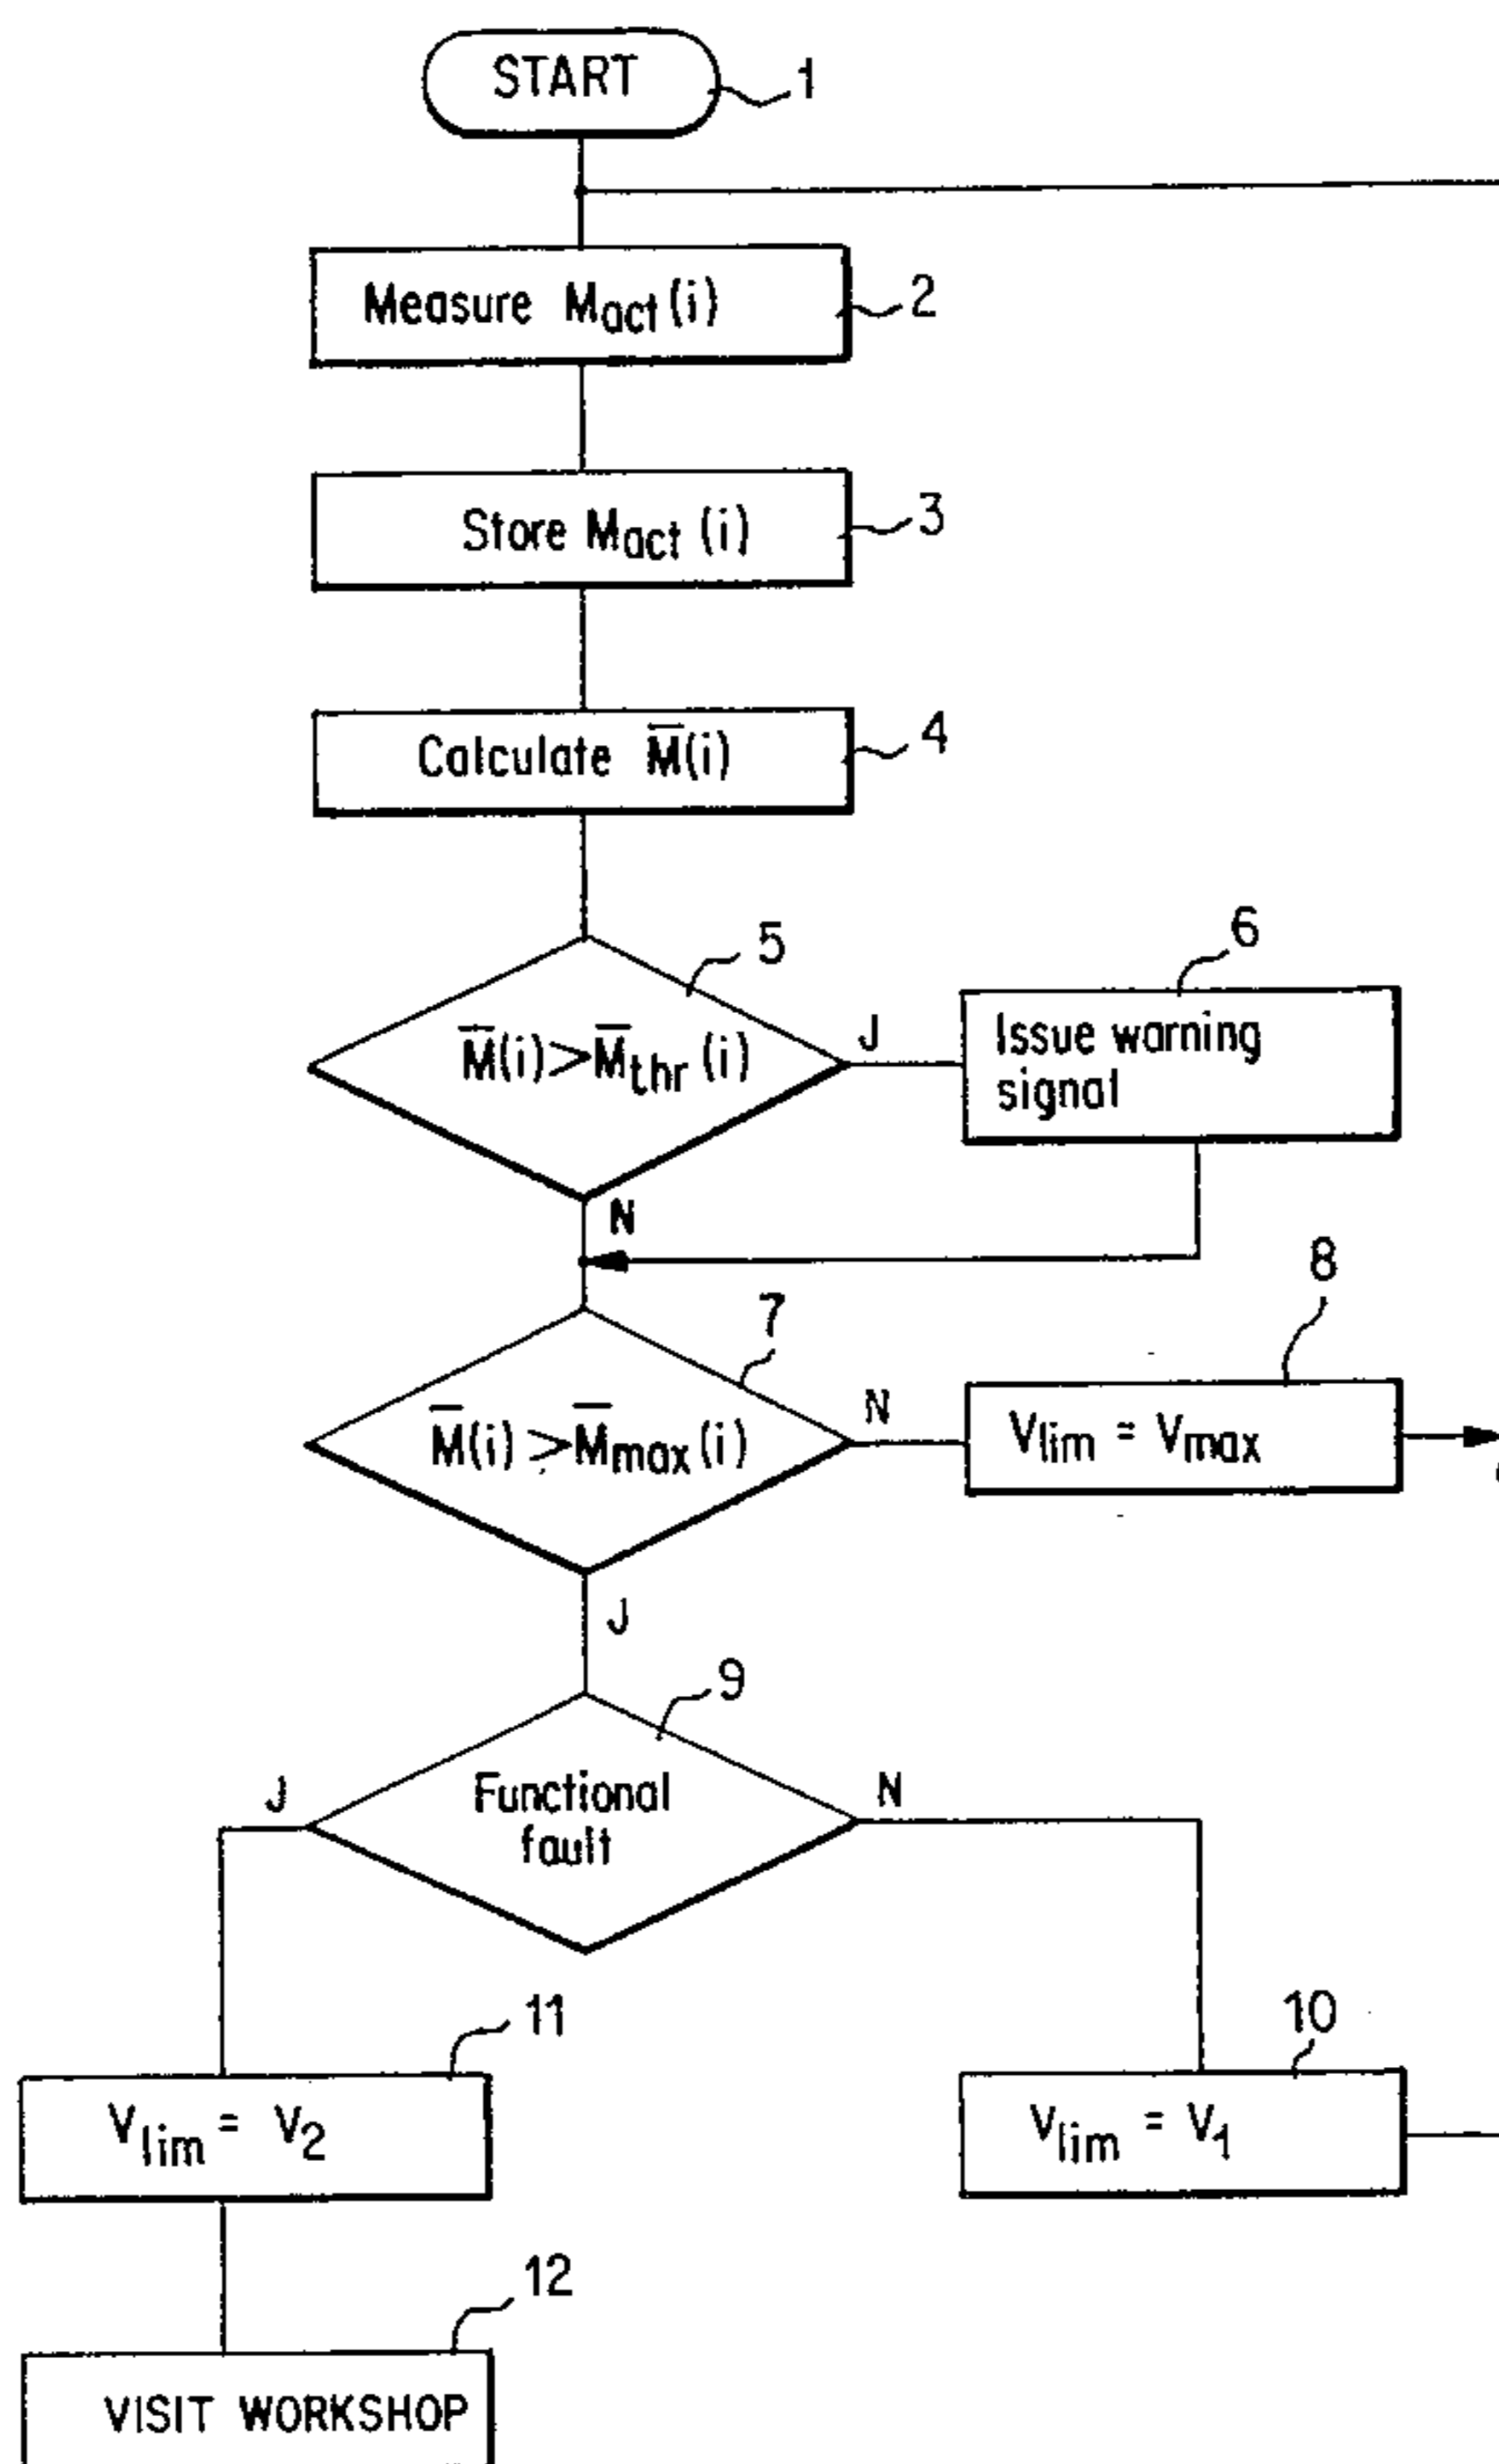 START 1
Measure Mact(i) 2
Store Mact (i) 3
Calculate M̅(i) 4
5
6
M̅(i)>M̅thr(i)
J
Issue warning
signal
N
7
8
M̅(i)>M̅max(i)
N
Vlim = Vmax
J
9
Functional
fault
J
N
11
10
Vlim = V2
Vlim = V1
12
VISIT WORKSHOP